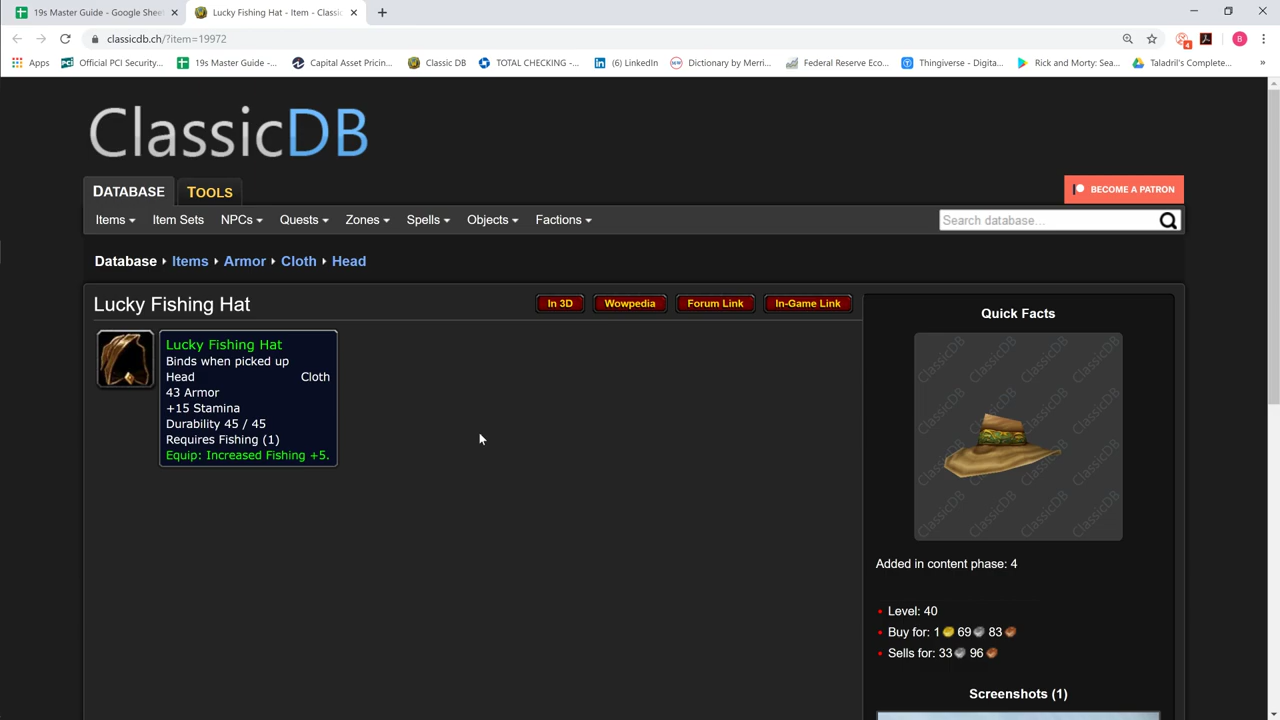 19s Master Guide - Google Sheet
Lucky Fishing Hat - Item - Classic
classicdb.ch/?item=19972
4
B
Apps
Official PCI Security...
19s Master Guide -...
Capital Asset Pricin...
Classic DB
TOTAL CHECKING -...
(6) LinkedIn
Dictionary by Merri...
Federal Reserve Eco...
Thingiverse - Digita...
Rick and Morty: Sea...
Taladril's Complete...
»
ClassicDB
DATABASE
TOOLS
BECOME A PATRON
Items
Item Sets
NPCs
Quests
Zones
Spells
Objects
Factions
Search database...
Database
Items
Armor
Cloth
Head
Lucky Fishing Hat
In 3D
Wowpedia
Forum Link
In-Game Link
Lucky Fishing Hat
Binds when picked up
Head Cloth
43 Armor
+15 Stamina
Durability 45 / 45
Requires Fishing (1)
Equip: Increased Fishing +5.
Quick Facts
ClassicDB
Added in content phase: 4
Level: 40
Buy for: 1 69 83
Sells for: 33 96
Screenshots (1)